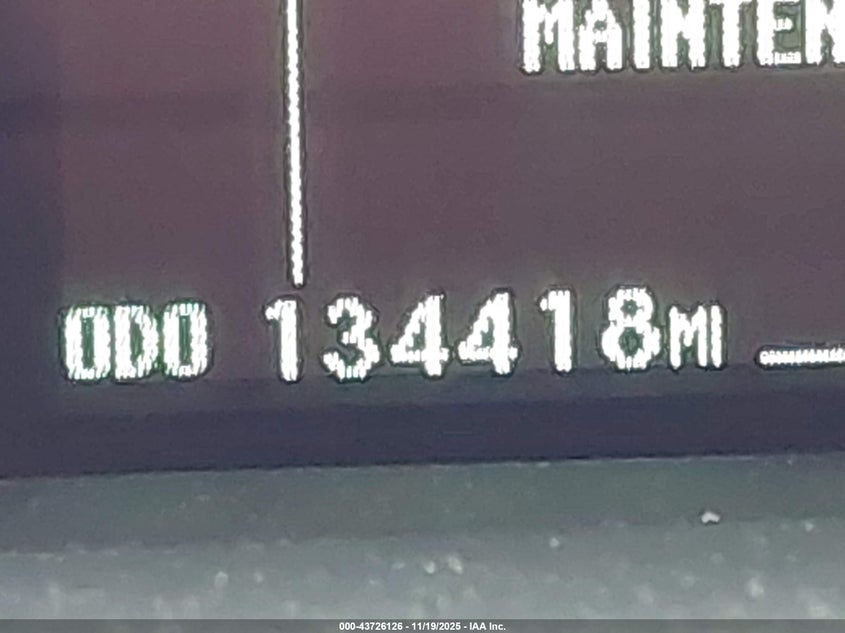 MAINTEN
ODO 134418MI
000-43726126 - 11/19/2025 - IAA Inc.